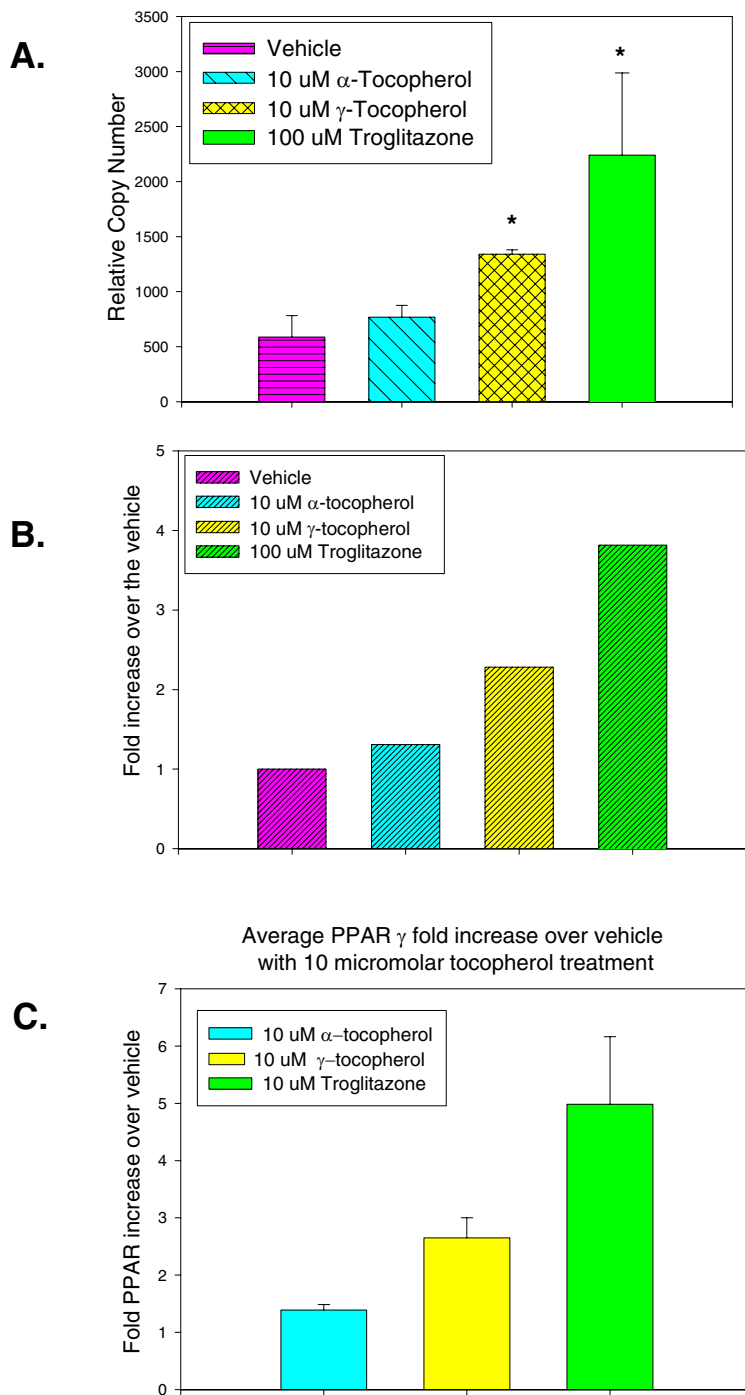 A.
3500
3000
2500
2000
1500
1000
500
0
Relative Copy Number
Vehicle
10 uM α-Tocopherol
10 uM γ-Tocopherol
100 uM Troglitazone
*
*
B.
5
4
3
2
1
0
Fold increase over the vehicle
Vehicle
10 uM α-tocopherol
10 uM γ-tocopherol
100 uM Troglitazone
Average PPAR γ fold increase over vehicle
with 10 micromolar tocopherol treatment
C.
7
6
5
4
3
2
1
0
Fold PPAR increase over vehicle
10 uM α–tocopherol
10 uM γ–tocopherol
10 uM Troglitazone